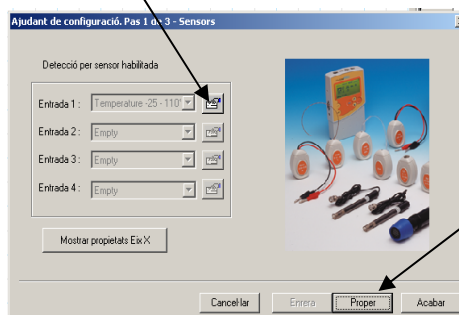 Ajudant de configuració. Pas 1 de 3 - Sensors
Detecció per sensor habilitada
Entrada 1 : Temperature -25 - 110°
Entrada 2 : Empty
Entrada 3 : Empty
Entrada 4 : Empty
Mostrar propietats Eix X
Cancel·lar Enrera Proper Acabar